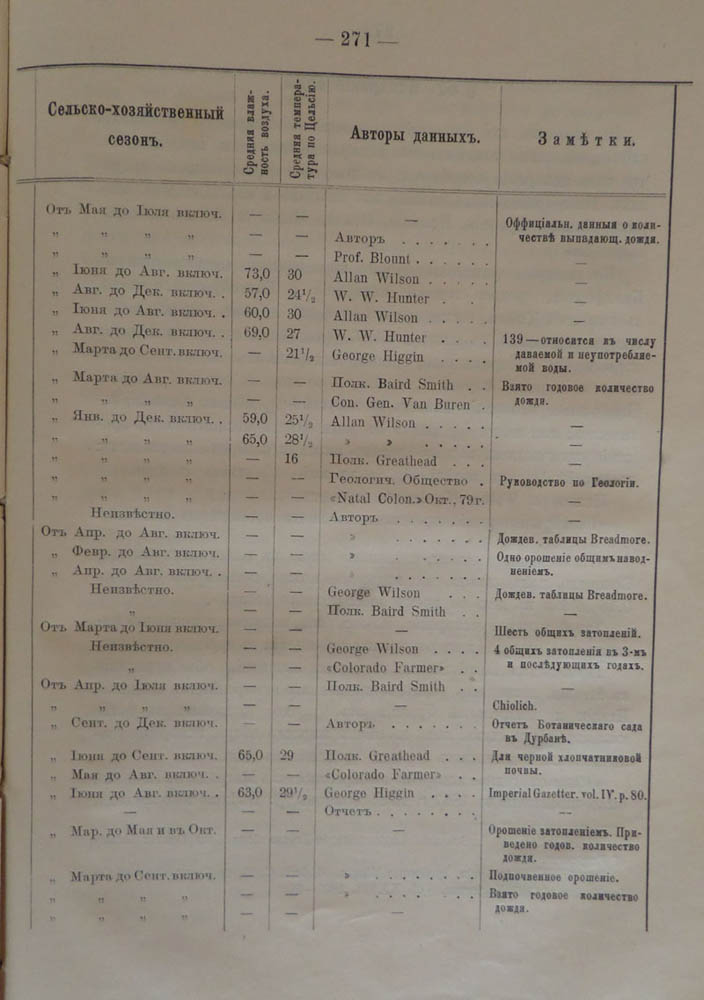 — 271 —
Сельско-хозяйственный сезонъ. | Средняя влажность воздуха. | Средняя температура по Цельсію. | Авторы данныхъ. | Замѣтки.
Отъ Мая до Іюля включ. — — — Оффиціальн. данныя о коли-
„ „ „ „ — — Авторъ . . . . . . . чествѣ выпадающ. дождя.
„ „ „ „ — — Prof. Blount . . . . . . —
„ Іюня до Авг. включ. 73,0 30 Allan Wilson . . . . . —
„ Авг. до Дек. включ. . 57,0 24½ W. W. Hunter . . —
„ Іюня до Авг. включ. . 60,0 30 Allan Wilson . . . . . —
„ Авг. до Дек. включ. . 69,0 27 W. W. Hunter . . . . 139—относится къ числу
„ Марта до Сент. включ. — 21½ George Higgin . . . . даваемой и неупотребляе-
мой воды.
„ Марта до Авг. включ. — — Полк. Baird Smith . . Взято годовое количество
„ „ „ „ — — Con. Gen. Van Buren . дождя.
„ Янв. до Дек. включ. . 59,0 25½ Allan Wilson . . . . . —
„ „ „ „ 65,0 28½ » » . . . . . —
„ „ „ „ — 16 Полк. Greathead . . . —
„ „ „ „ — — Геологич. Общество . Руководство по Геологіи.
„ „ „ „ — — «Natal Colon.» Окт., 79 г. —
Неизвѣстно. — — Авторъ . . . . . . . —
Отъ Апр. до Авг. включ. — — » . . . . . . . Дождев. таблицы Breadmore.
„ Февр. до Авг. включ. — — » . . . . . Одно орошеніе общимъ навод-
„ Апр. до Авг. включ. . — — » . . . . . . . неніемъ.
Неизвѣстно. — — George Wilson . . . Дождев. таблицы Breadmore.
„ — — Полк. Baird Smith . . —
Отъ Марта до Іюня включ. — — — Шесть общихъ затопленій.
Неизвѣстно. — — George Wilson . . . . 4 общихъ затопленія въ 3-мъ
„ — — «Colorado Farmer» . . и послѣдующихъ годахъ.
Отъ Апр. до Іюля включ. — — Полк. Baird Smith . . —
„ „ „ „ — — — Chiolich.
„ Сент. до Дек. включ. — — Авторъ . . . . . . . Отчетъ Ботаническаго сада
въ Дурбанѣ.
„ Іюня до Сент. включ. 65,0 29 Полк. Greathead . . . Для черной хлопчатниковой
„ Мая до Авг. включ. . — — «Colorado Farmer» . . почвы.
„ Іюня до Авг. включ. . 63,0 29½ George Higgin . . . . Imperial Gazetter. vol. IV. p. 80.
— — — Отчетъ . . . . . . . . —
„ Мар. до Мая и въ Окт. — — — Орошеніе затопленіемъ. При-
ведено годов. количество
дождя.
„ Марта до Сент. включ. — — » . . . . . . . Подпочвенное орошеніе.
„ „ „ „ — — » . . . . . . . Взято годовое количество
„ „ „ „ — — — дождя.